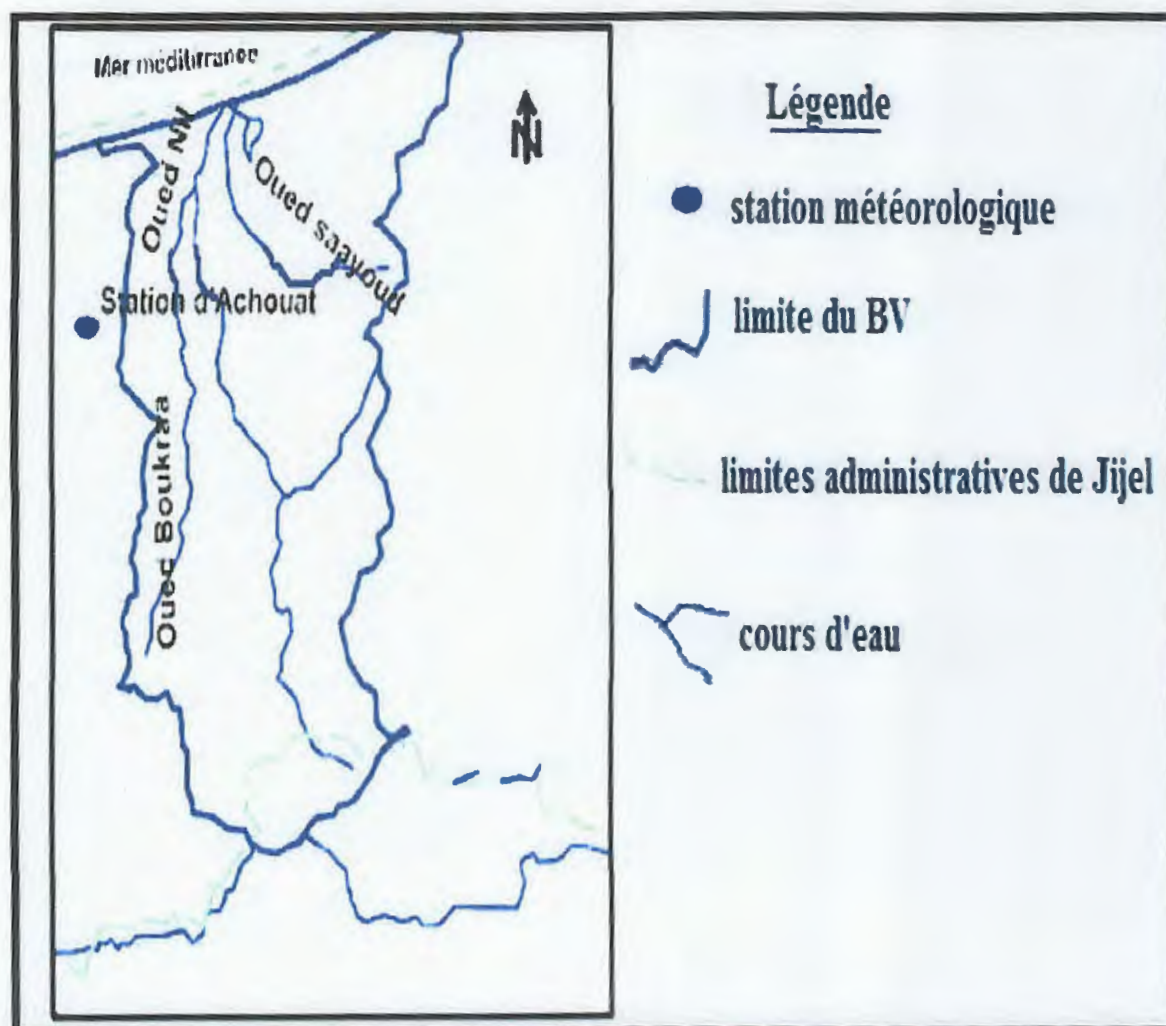 Mer méditirrance
N
Oued Nil
Oued saayoud
Station d'Achouat
Oued Boukraa
Légende
station météorologique
limite du BV
limites administratives de Jijel
cours d'eau